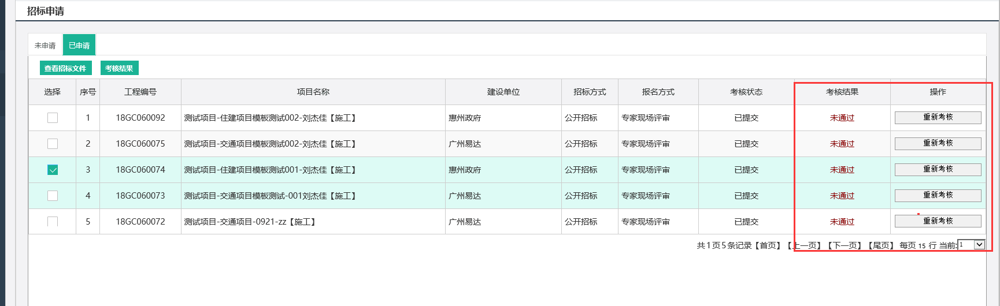 招标申请
未申请 已申请
查看招标文件 考核结果
选择 序号 工程编号 项目名称 建设单位 招标方式 报名方式 考核状态 考核结果 操作
1 18GC060092 测试项目-住建项目模板测试002-刘杰佳【施工】 惠州政府 公开招标 专家现场评审 已提交 未通过 重新考核
2 18GC060075 测试项目-交通项目模板测试002-刘杰佳【施工】 广州易达 公开招标 专家现场评审 已提交 未通过 重新考核
3 18GC060074 测试项目-住建项目模板测试001-刘杰佳【施工】 惠州政府 公开招标 专家现场评审 已提交 未通过 重新考核
4 18GC060073 测试项目-交通项目模板测试-001刘杰佳【施工】 广州易达 公开招标 专家现场评审 已提交 未通过 重新考核
5 18GC060072 测试项目-交通项目-0921-zz【施工】 广州易达 公开招标 专家现场评审 已提交 未通过 重新考核
共1页5条记录【首页】【上一页】【下一页】【尾页】 每页 15 行 当前:1